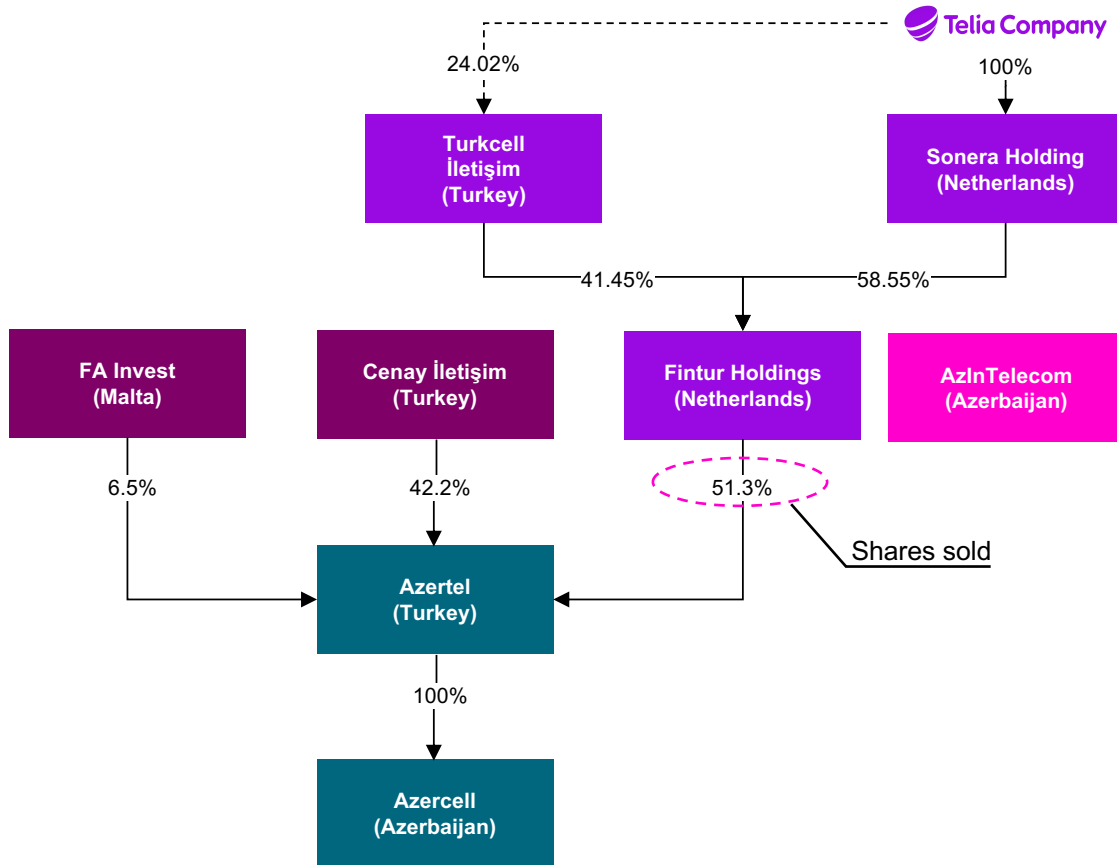 Telia Company
24.02%
100%
Turkcell
İletişim
(Turkey)
Sonera Holding
(Netherlands)
41.45%
58.55%
FA Invest
(Malta)
Cenay İletişim
(Turkey)
Fintur Holdings
(Netherlands)
AzInTelecom
(Azerbaijan)
6.5%
42.2%
51.3%
Shares sold
Azertel
(Turkey)
100%
Azercell
(Azerbaijan)